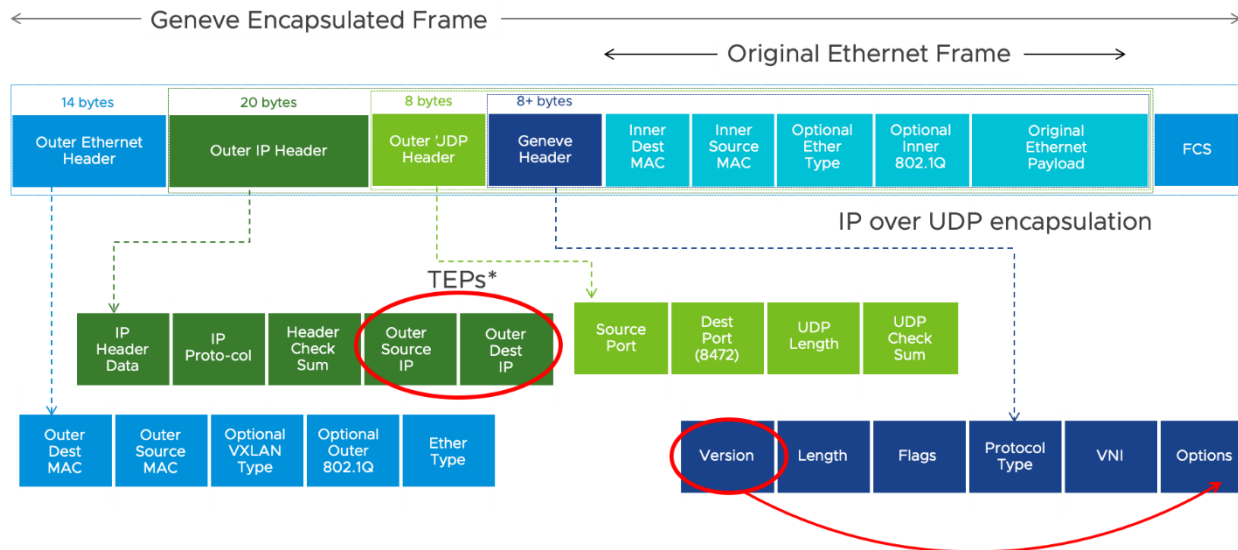 Geneve Encapsulated Frame
Original Ethernet Frame
14 bytes
20 bytes
8 bytes
8+ bytes
Outer Ethernet
Header
Outer IP Header
Outer 'JDP
Header
Geneve
Header
Inner
Dest
MAC
Inner
Source
MAC
Optional
Ether
Type
Optional
Inner
802.1Q
Original
Ethernet
Payload
FCS
IP over UDP encapsulation
TEPs*
IP
Header
Data
IP
Proto-col
Header
Check
Sum
Outer
Source
IP
Outer
Dest
IP
Source
Port
Dest
Port
(8472)
UDP
Length
UDP
Check
Sum
Outer
Dest
MAC
Outer
Source
MAC
Optional
VXLAN
Type
Optional
Outer
802.1Q
Ether
Type
Version
Length
Flags
Protocol
Type
VNI
Options